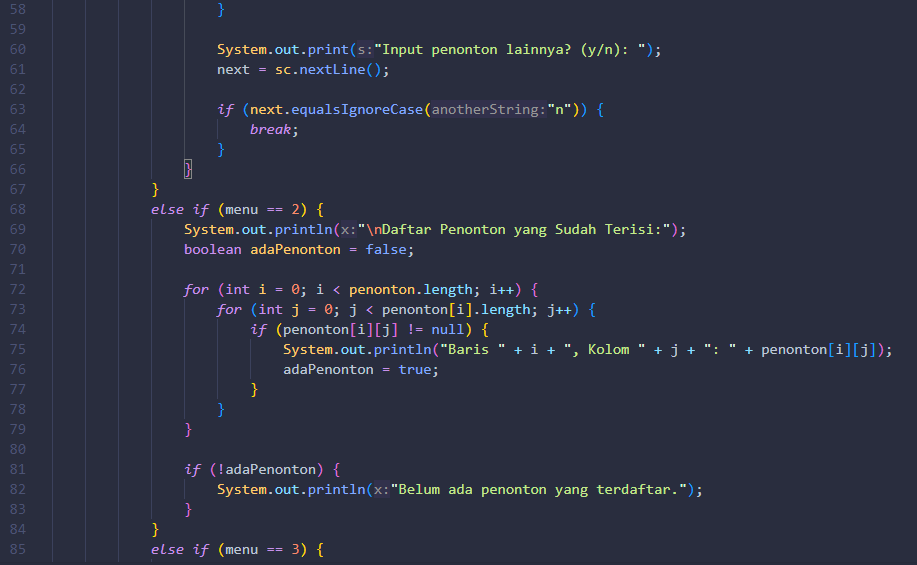 58 }
59
60 System.out.print(s:"Input penonton lainnya? (y/n): ");
61 next = sc.nextLine();
62
63 if (next.equalsIgnoreCase(anotherString:"n")) {
64 break;
65 }
66 }
67 }
68 else if (menu == 2) {
69 System.out.println(x:"\nDaftar Penonton yang Sudah Terisi:");
70 boolean adaPenonton = false;
71
72 for (int i = 0; i < penonton.length; i++) {
73 for (int j = 0; j < penonton[i].length; j++) {
74 if (penonton[i][j] != null) {
75 System.out.println("Baris " + i + ", Kolom " + j + ": " + penonton[i][j]);
76 adaPenonton = true;
77 }
78 }
79 }
80
81 if (!adaPenonton) {
82 System.out.println(x:"Belum ada penonton yang terdaftar.");
83 }
84 }
85 else if (menu == 3) {